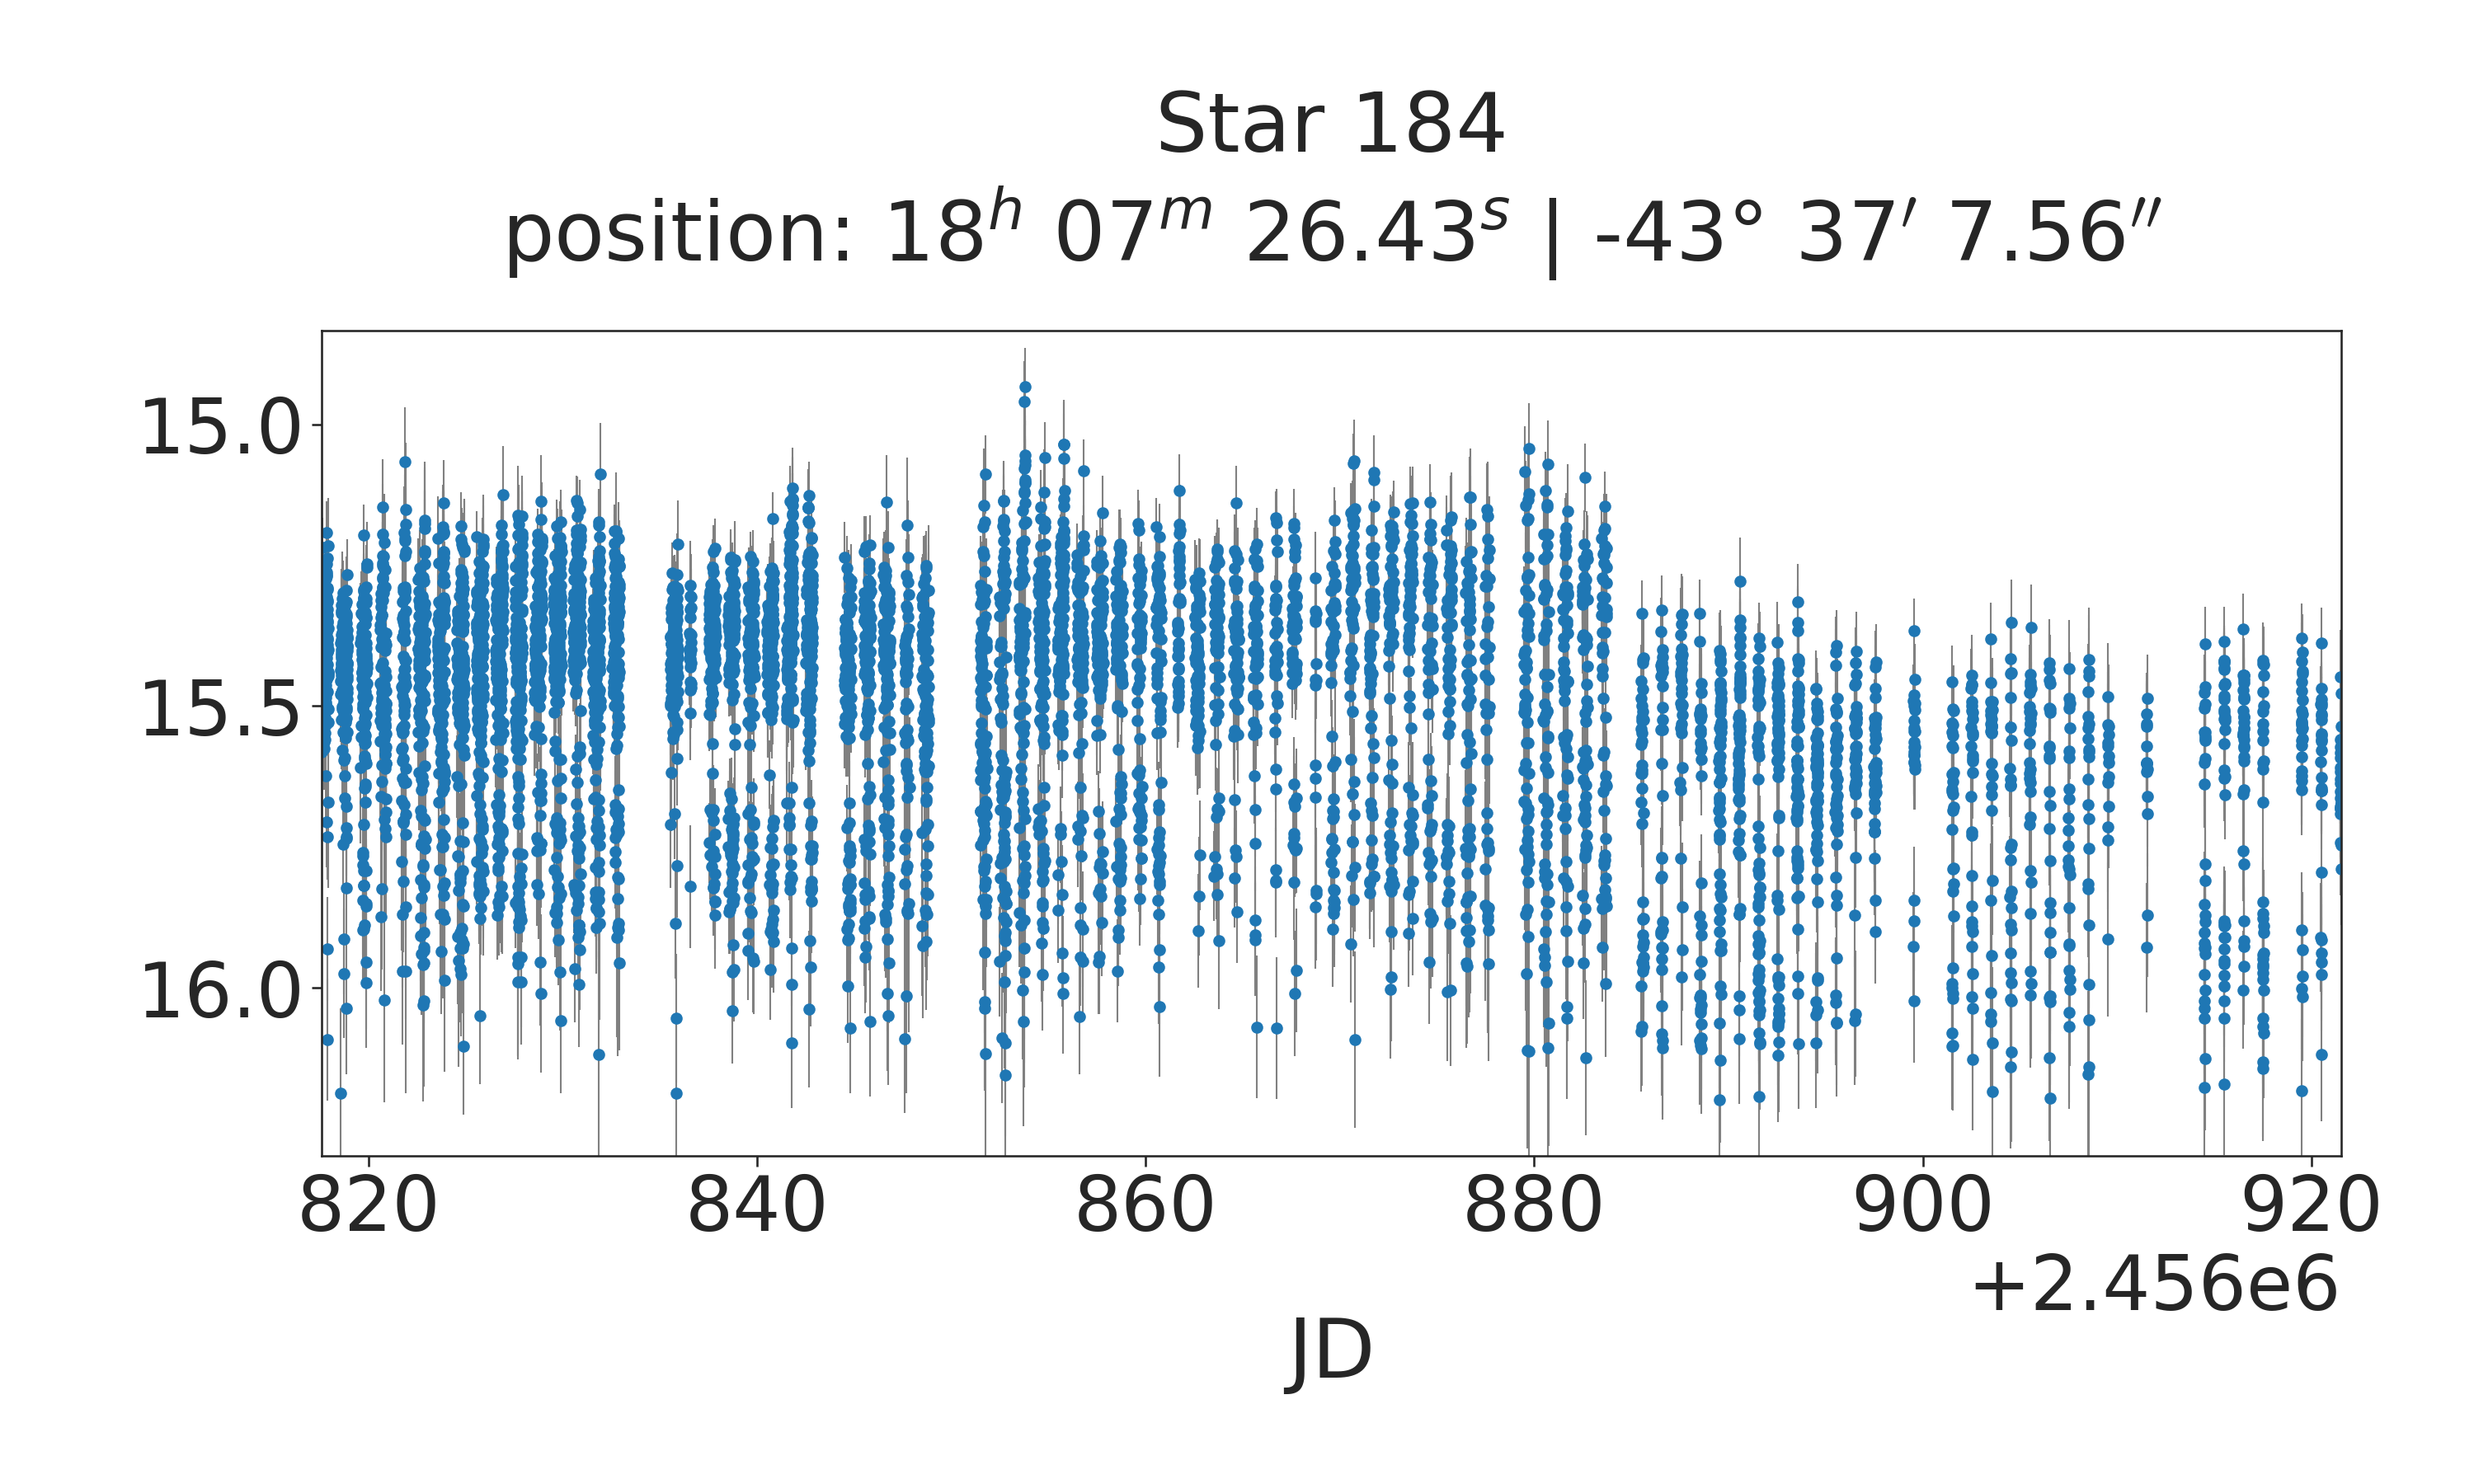 Star 184
position: 18h 07m 26.43s | -43° 37′ 7.56″
15.0
15.5
16.0
820 840 860 880 900 920
+2.456e6
JD